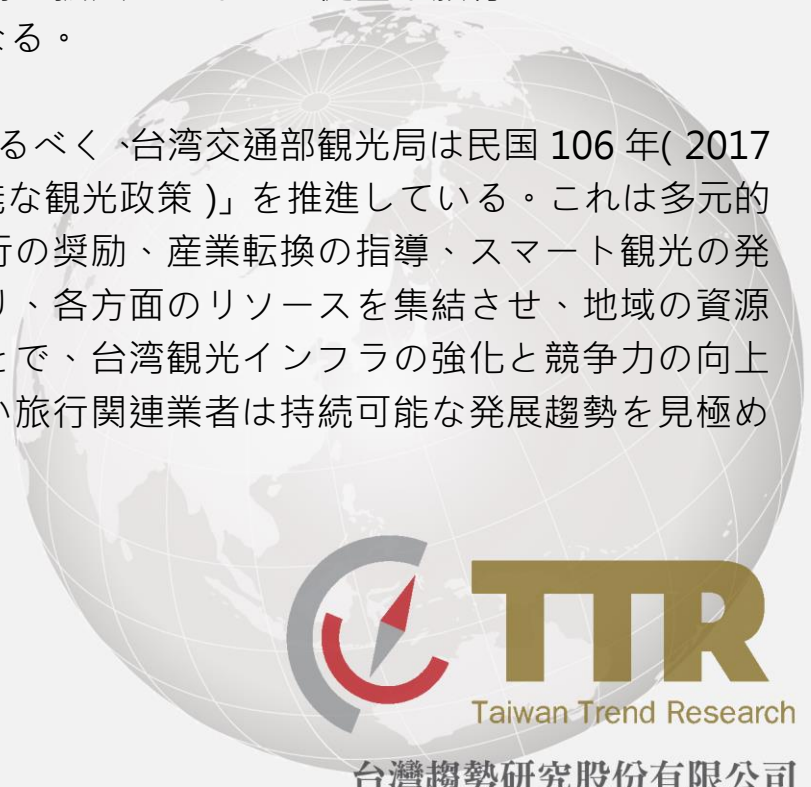 なる。
るべく、台湾交通部観光局は民国 106 年( 2017
能な観光政策 )」を推進している。これは多元的
行の奨励、産業転換の指導、スマート観光の発
り、各方面のリソースを集結させ、地域の資源
とで、台湾観光インフラの強化と競争力の向上
い旅行関連業者は持続可能な発展趨勢を見極め
TTR
Taiwan Trend Research
台灣趨勢研究股份有限公司